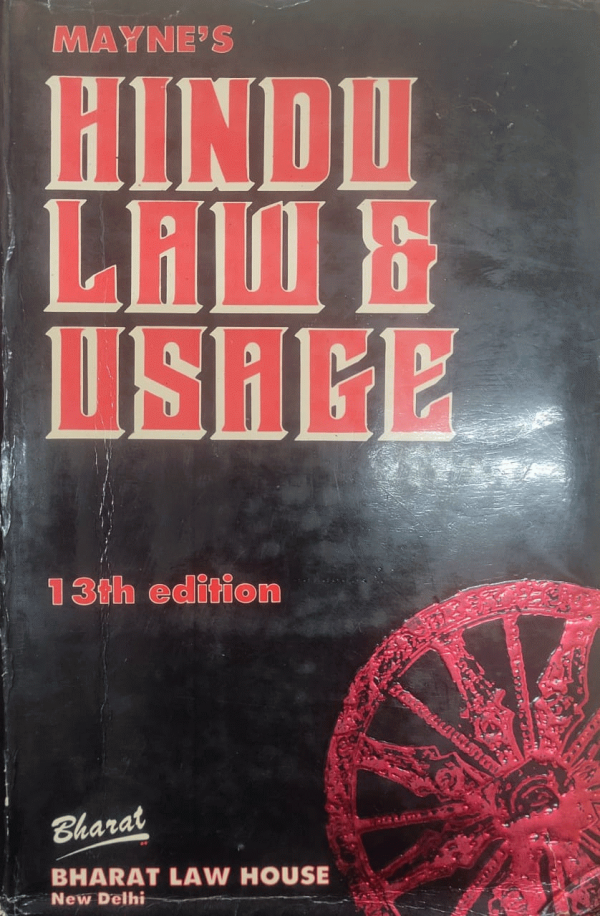 MAYNE'S
HINDU
LAW &
USAGE
13th edition
Bharat
BHARAT LAW HOUSE
New Delhi